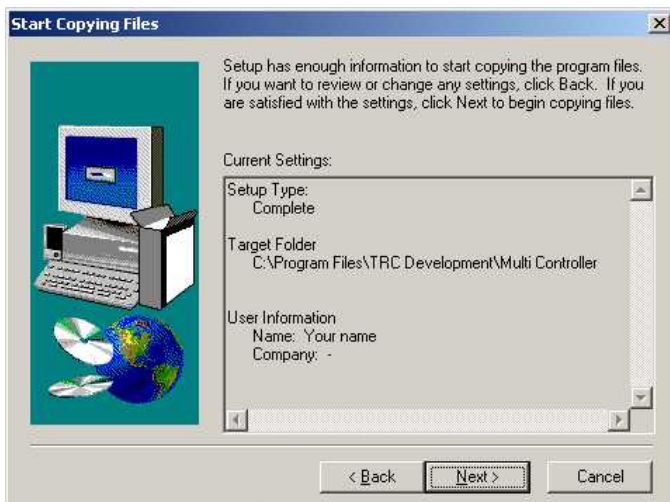 Start Copying Files
Setup has enough information to start copying the program files.
If you want to review or change any settings, click Back. If you
are satisfied with the settings, click Next to begin copying files.
Current Settings:
Setup Type:
Complete
Target Folder
C:\Program Files\TRC Development\Multi Controller
User Information
Name: Your name
Company: -
< Back
Next >
Cancel